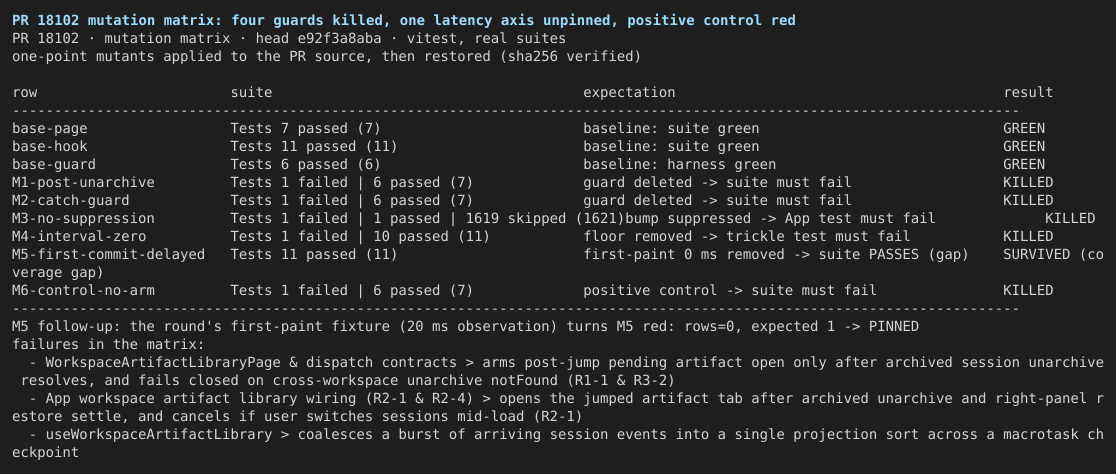 PR 18102 mutation matrix: four guards killed, one latency axis unpinned, positive control red
PR 18102 · mutation matrix · head e92f3a8aba · vitest, real suites
one-point mutants applied to the PR source, then restored (sha256 verified)
row suite expectation result
------------------------------------------------------------------------------------------------------------------------
base-page Tests 7 passed (7) baseline: suite green GREEN
base-hook Tests 11 passed (11) baseline: suite green GREEN
base-guard Tests 6 passed (6) baseline: harness green GREEN
M1-post-unarchive Tests 1 failed | 6 passed (7) guard deleted -> suite must fail KILLED
M2-catch-guard Tests 1 failed | 6 passed (7) guard deleted -> suite must fail KILLED
M3-no-suppression Tests 1 failed | 1 passed | 1619 skipped (1621)bump suppressed -> App test must fail KILLED
M4-interval-zero Tests 1 failed | 10 passed (11) floor removed -> trickle test must fail KILLED
M5-first-commit-delayed Tests 11 passed (11) first-paint 0 ms removed -> suite PASSES (gap) SURVIVED (co
verage gap)
M6-control-no-arm Tests 1 failed | 6 passed (7) positive control -> suite must fail KILLED
------------------------------------------------------------------------------------------------------------------------
M5 follow-up: the round's first-paint fixture (20 ms observation) turns M5 red: rows=0, expected 1 -> PINNED
failures in the matrix:
- WorkspaceArtifactLibraryPage & dispatch contracts > arms post-jump pending artifact open only after archived session unarchive
resolves, and fails closed on cross-workspace unarchive notFound (R1-1 & R3-2)
- App workspace artifact library wiring (R2-1 & R2-4) > opens the jumped artifact tab after archived unarchive and right-panel r
estore settle, and cancels if user switches sessions mid-load (R2-1)
- useWorkspaceArtifactLibrary > coalesces a burst of arriving session events into a single projection sort across a macrotask ch
eckpoint